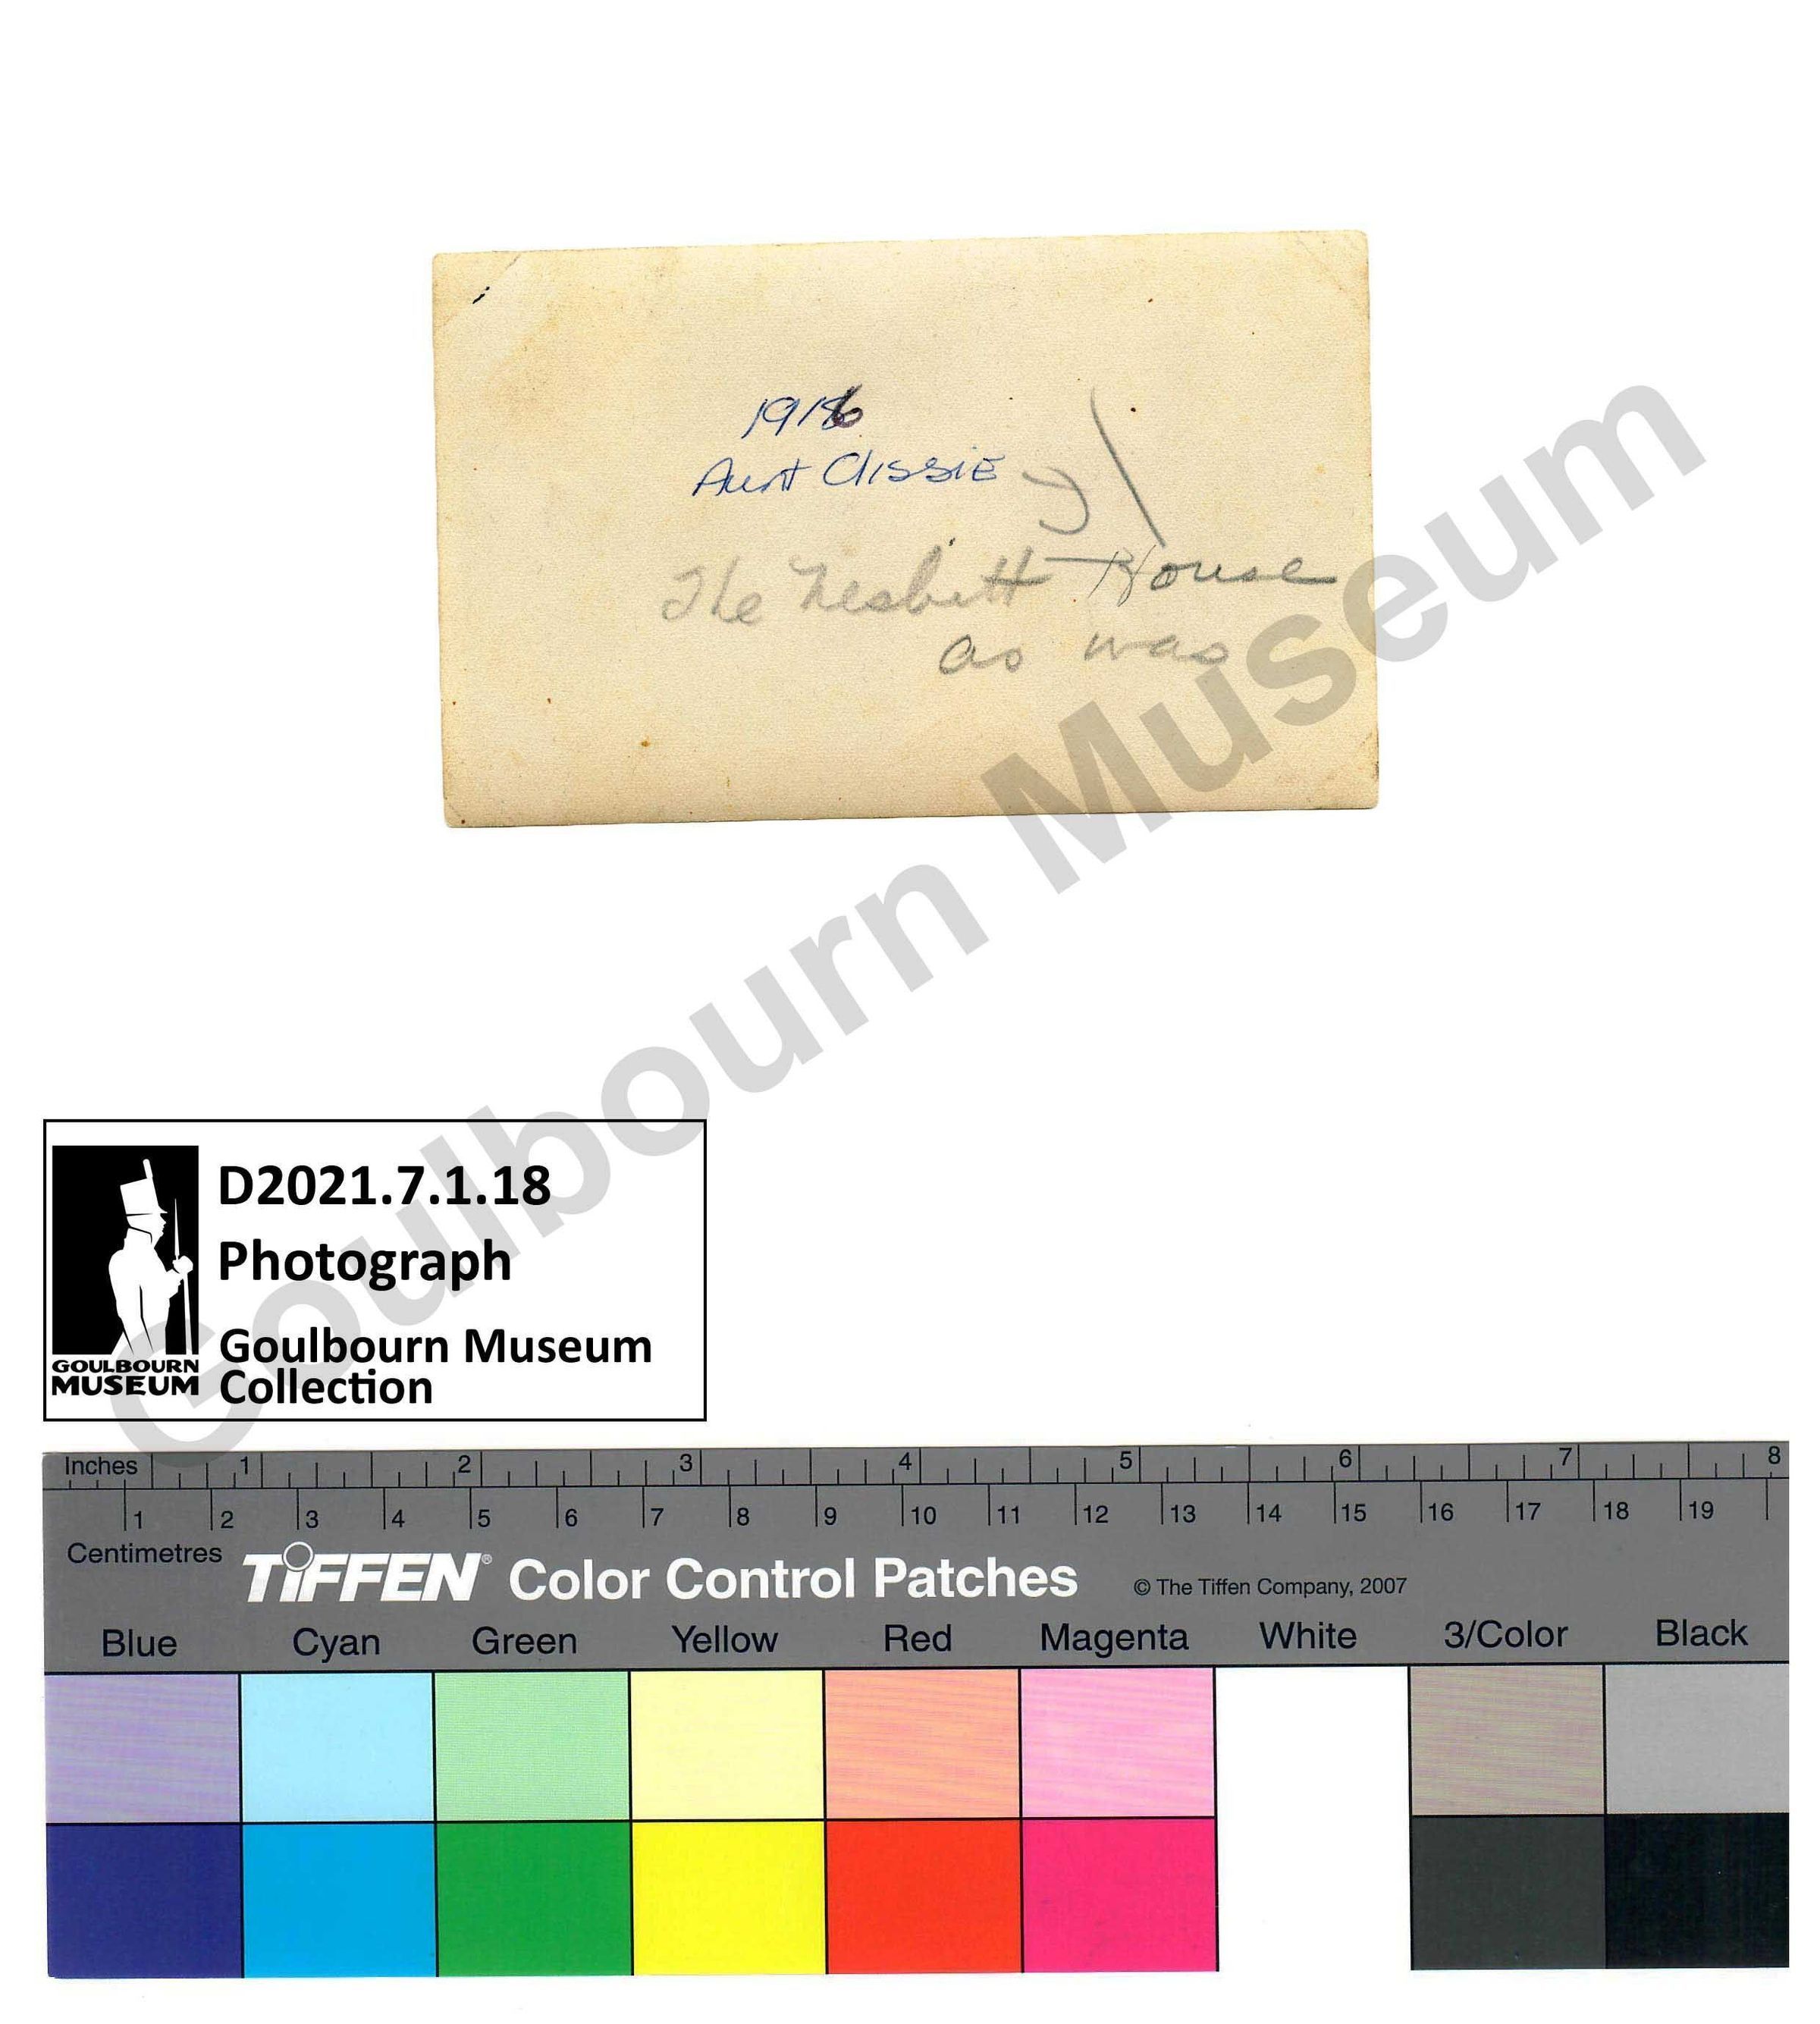 1916
Aunt Clissie
The Nesbitt House
as was
Goulbourn Museum
D2021.7.1.18
Photograph
Goulbourn Museum
Collection
GOULBOURN
MUSEUM
Inches 1 2 3 4 5 6 7 8
1 2 3 4 5 6 7 8 9 10 11 12 13 14 15 16 17 18 19
Centimetres
TIFFEN® Color Control Patches © The Tiffen Company, 2007
Blue Cyan Green Yellow Red Magenta White 3/Color Black